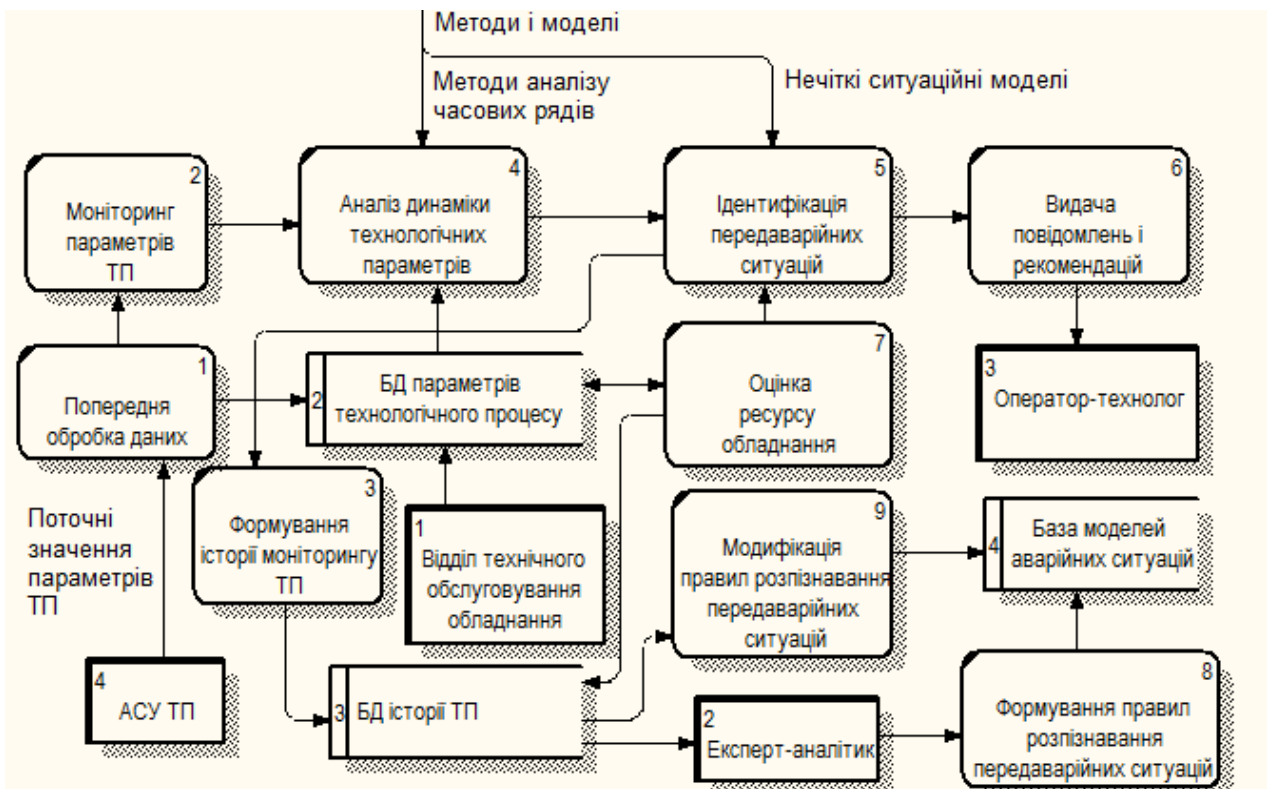 Методи і моделі
Методи аналізу
часових рядів
Нечіткі ситуаційні моделі
2
Моніторинг
параметрів
ТП
4
Аналіз динаміки
технологічних
параметрів
5
Ідентифікація
передаварійних
ситуацій
6
Видача
повідомлень і
рекомендацій
1
Попередня
обробка даних
2
БД параметрів
технологічного процесу
7
Оцінка
ресурсу
обладнання
3
Оператор-технолог
Поточні
значення
параметрів
ТП
3
Формування
історії моніторингу
ТП
1
Відділ технічного
обслуговування
обладнання
9
Модифікація
правил розпізнавання
передаварійних
ситуацій
4
База моделей
аварійних ситуацій
4
АСУ ТП
3
БД історії ТП
2
Експерт-аналітик
8
Формування правил
розпізнавання
передаварійних ситуацій